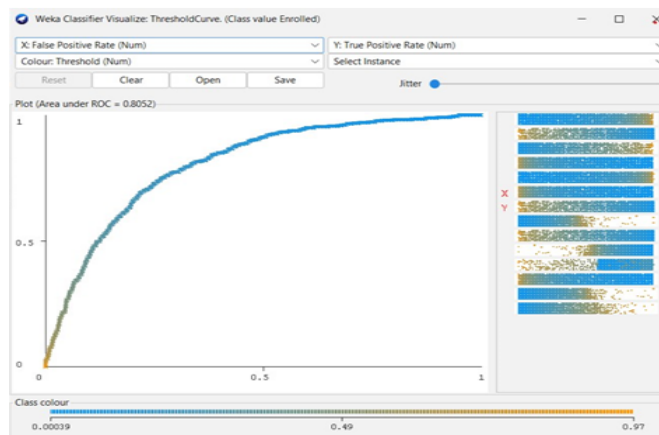 Weka Classifier Visualize: ThresholdCurve. (Class value Enrolled)
X: False Positive Rate (Num)
Y: True Positive Rate (Num)
Colour: Threshold (Num)
Select Instance
Reset Clear Open Save Jitter
Plot (Area under ROC = 0.8052)
1
0.5
0
0 0.5 1
X
Y
Class colour
0.00039 0.49 0.97